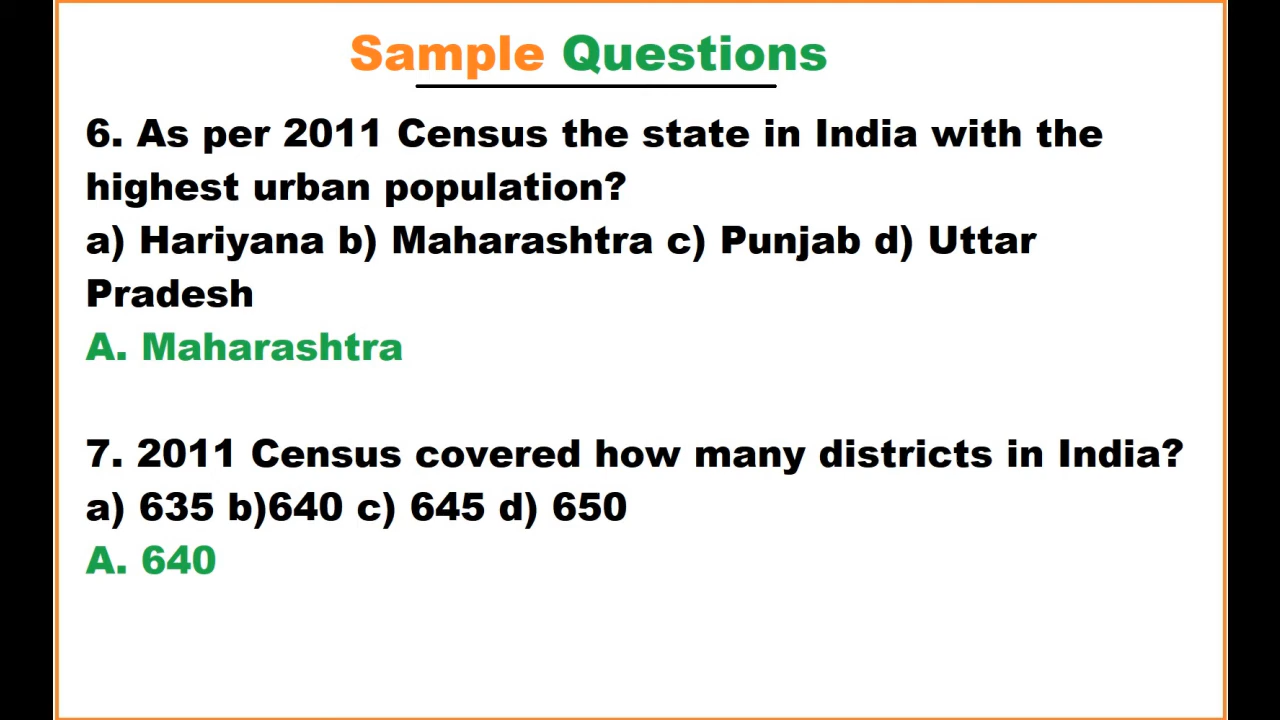 Sample Questions
6. As per 2011 Census the state in India with the
highest urban population?
a) Hariyana b) Maharashtra c) Punjab d) Uttar
Pradesh
A. Maharashtra
7. 2011 Census covered how many districts in India?
a) 635 b)640 c) 645 d) 650
A. 640